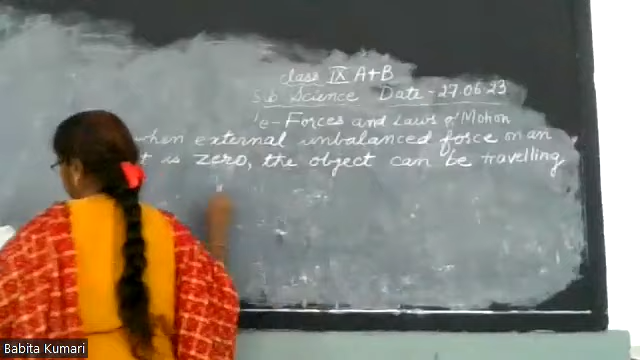 class IX A+B
Sub Science Date - 27.06.23
e - Forces and Laws of Motion
when external unbalanced force on an
t is zero, the object can be travelling
Babita Kumari